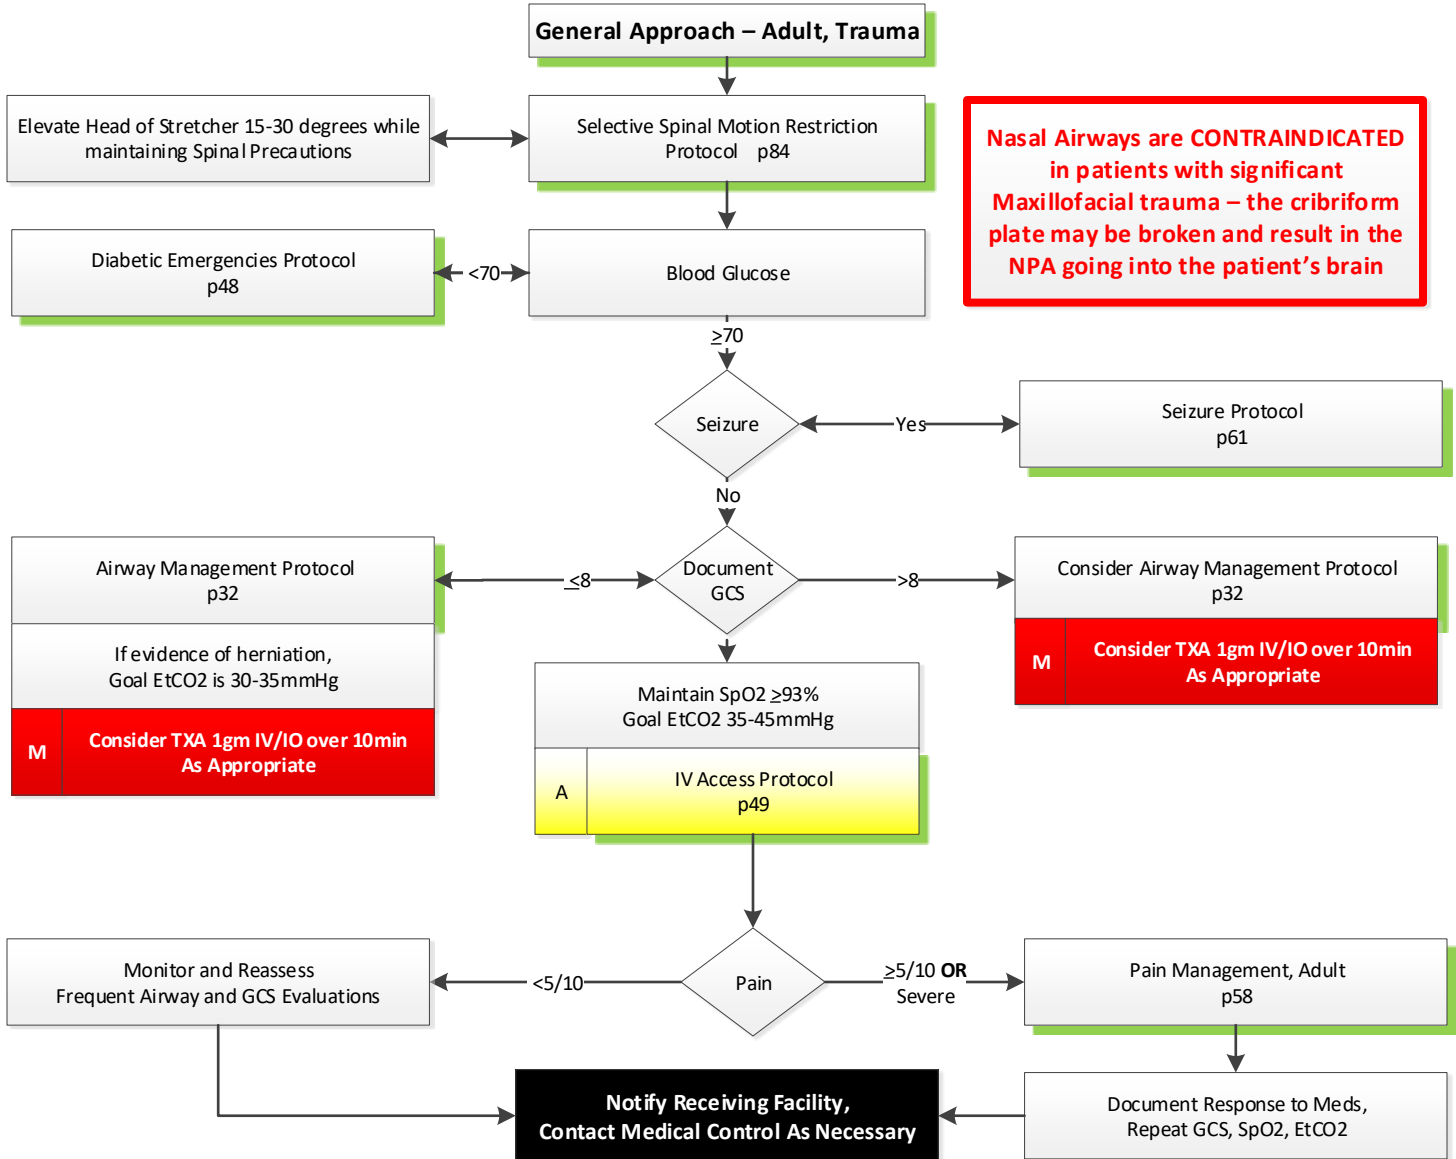 General Approach – Adult, Trauma
Elevate Head of Stretcher 15-30 degrees while
maintaining Spinal Precautions
Selective Spinal Motion Restriction
Protocol p84
Nasal Airways are CONTRAINDICATED
in patients with significant
Maxillofacial trauma – the cribriform
plate may be broken and result in the
NPA going into the patient's brain
Diabetic Emergencies Protocol
p48
<70
Blood Glucose
≥70
Seizure
Yes
Seizure Protocol
p61
No
Airway Management Protocol
p32
≤8
Document
GCS
>8
Consider Airway Management Protocol
p32
If evidence of herniation,
Goal EtCO2 is 30-35mmHg
M
Consider TXA 1gm IV/IO over 10min
As Appropriate
M
Consider TXA 1gm IV/IO over 10min
As Appropriate
Maintain SpO2 ≥93%
Goal EtCO2 35-45mmHg
A
IV Access Protocol
p49
Monitor and Reassess
Frequent Airway and GCS Evaluations
<5/10
Pain
≥5/10 OR
Severe
Pain Management, Adult
p58
Notify Receiving Facility,
Contact Medical Control As Necessary
Document Response to Meds,
Repeat GCS, SpO2, EtCO2